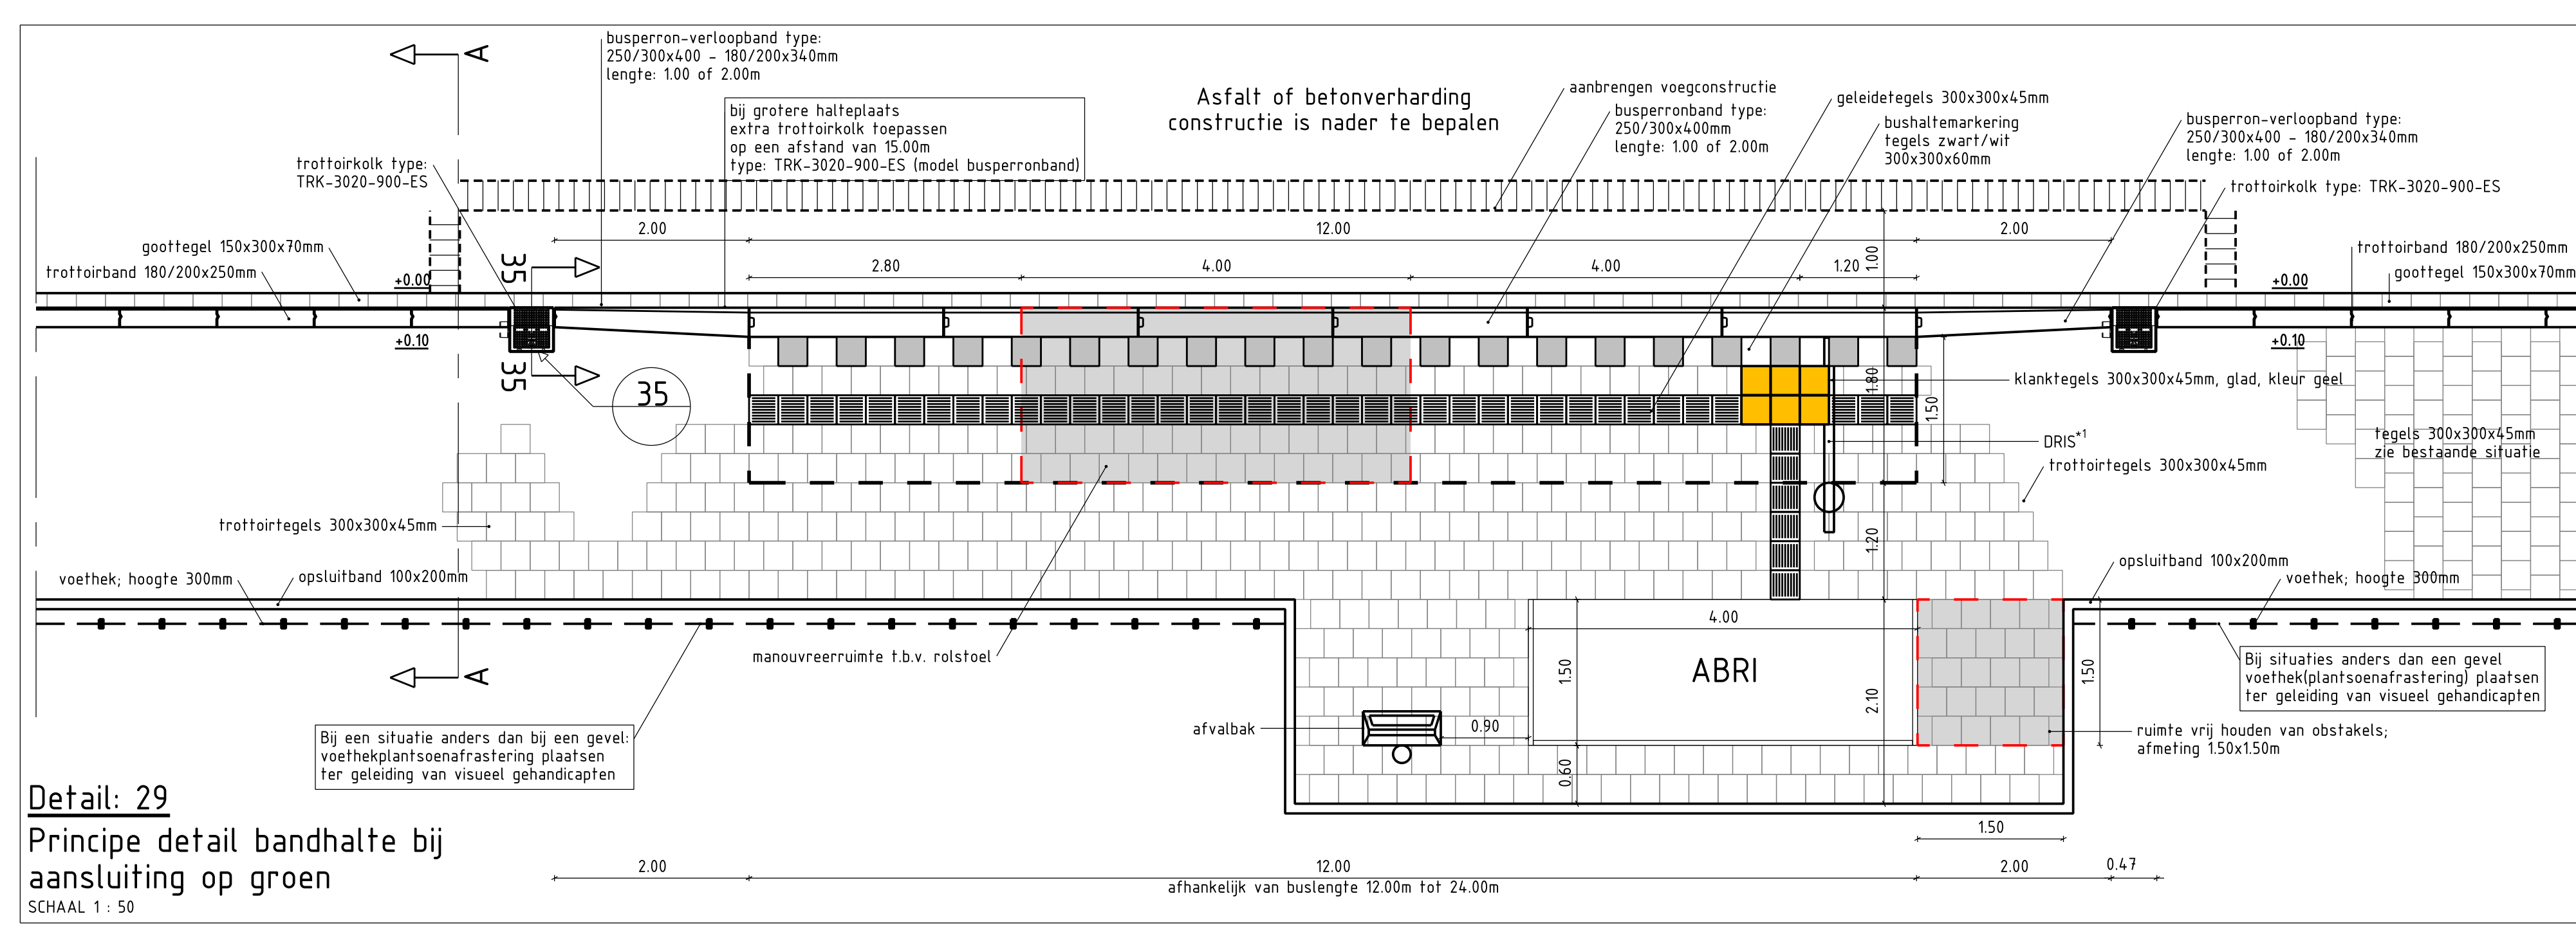 A
busperron-verloopband type:
250/300x400 - 180/200x340mm
lengte: 1.00 of 2.00m
bij grotere halteplaats
extra trottoirkolk toepassen
op een afstand van 15.00m
type: TRK-3020-900-ES (model busperronband)
Asfalt of betonverharding
constructie is nader te bepalen
aanbrengen voegconstructie
busperronband type:
250/300x400mm
lengte: 1.00 of 2.00m
geleidetegels 300x300x45mm
bushaltemarkering
tegels zwart/wit
300x300x60mm
busperron-verloopband type:
250/300x400 - 180/200x340mm
lengte: 1.00 of 2.00m
trottoirkolk type: TRK-3020-900-ES
trottoirkolk type:
TRK-3020-900-ES
goottegel 150x300x70mm
trottoirband 180/200x250mm
+0.00
+0.10
2.00
12.00
2.00
2.80
4.00
4.00
1.20
1.00
trottoirband 180/200x250mm
goottegel 150x300x70mm
+0.00
+0.10
35
35
35
klanktegels 300x300x45mm, glad, kleur geel
1.80
1.50
DRIS*1
trottoirtegels 300x300x45mm
tegels 300x300x45mm
zie bestaande situatie
trottoirtegels 300x300x45mm
1.20
voethek; hoogte 300mm
opsluitband 100x200mm
opsluitband 100x200mm
voethek; hoogte 300mm
manouvreerruimte t.b.v. rolstoel
4.00
ABRI
1.50
2.10
1.50
A
Bij situaties anders dan een gevel
voethek(plantsoenafrastering) plaatsen
ter geleiding van visueel gehandicapten
afvalbak
0.90
0.60
ruimte vrij houden van obstakels;
afmeting 1.50x1.50m
Bij een situatie anders dan bij een gevel:
voethekplantsoenafrastering plaatsen
ter geleiding van visueel gehandicapten
Detail: 29
Principe detail bandhalte bij
aansluiting op groen
SCHAAL 1 : 50
1.50
2.00
12.00
afhankelijk van buslengte 12.00m tot 24.00m
2.00
0.47